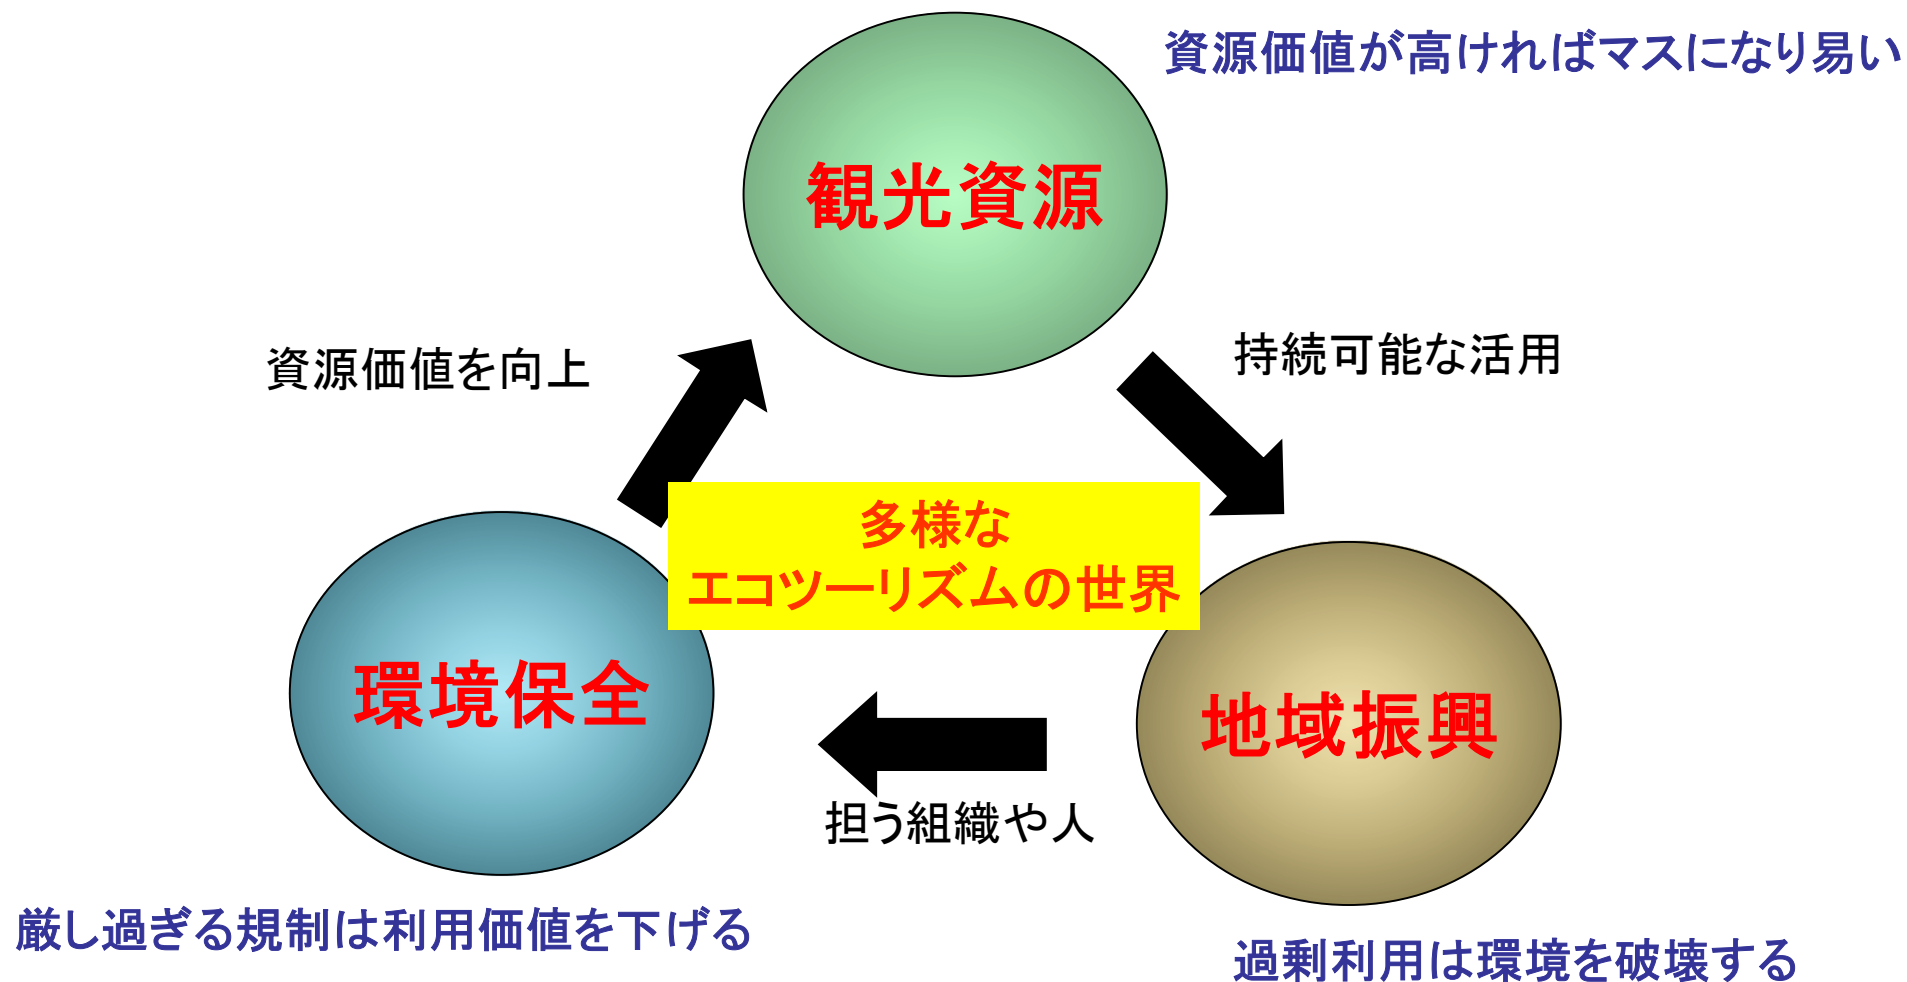 資源価値が高ければマスになり易い
観光資源
資源価値を向上
持続可能な活用
多様な
エコツーリズムの世界
環境保全
地域振興
担う組織や人
厳し過ぎる規制は利用価値を下げる
過剰利用は環境を破壊する